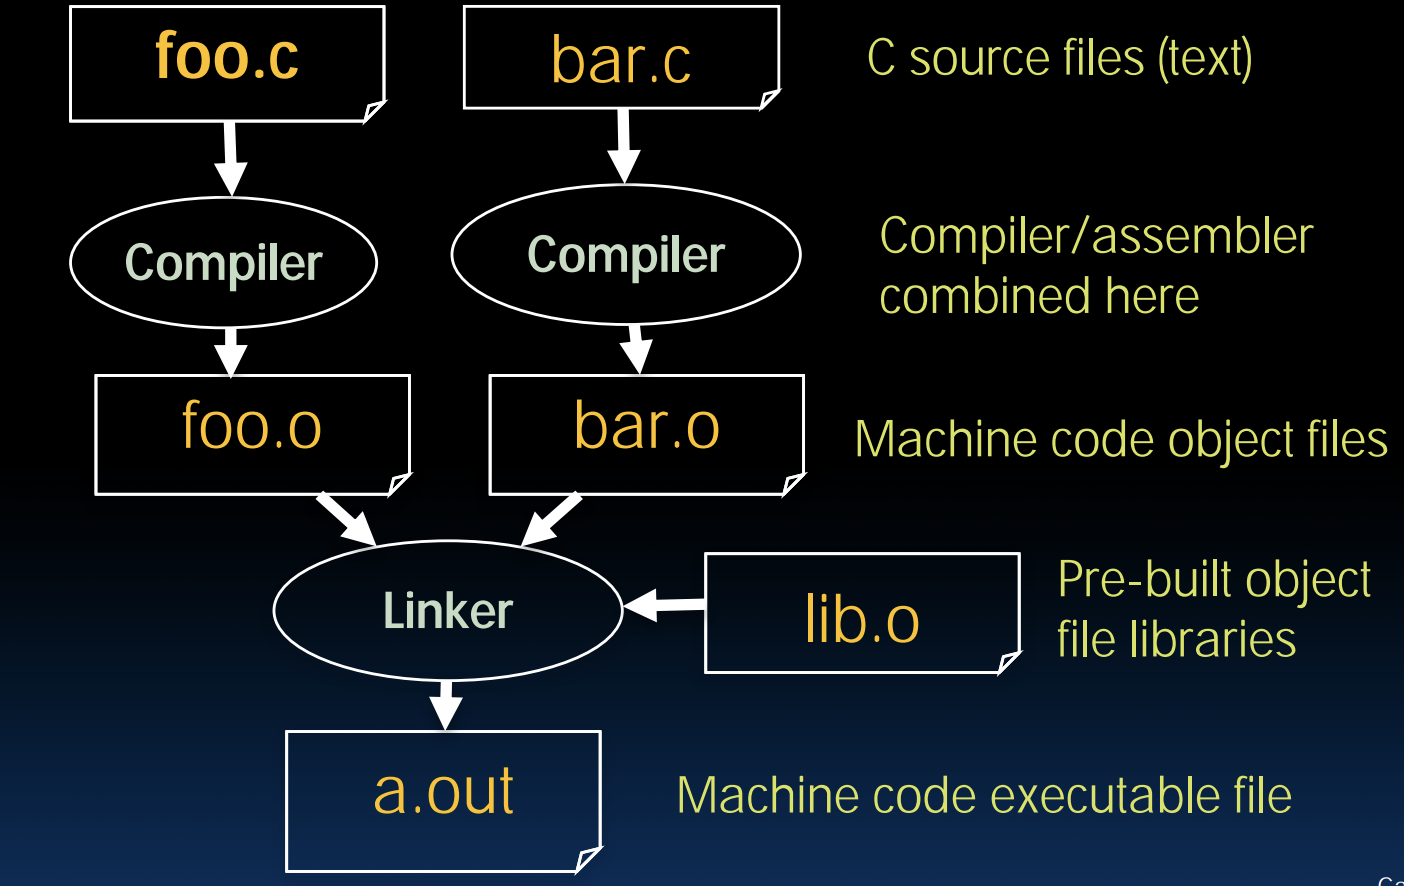 foo.c
bar.c
C source files (text)
Compiler
Compiler
Compiler/assembler
combined here
foo.o
bar.o
Machine code object files
Linker
lib.o
Pre-built object
file libraries
a.out
Machine code executable file